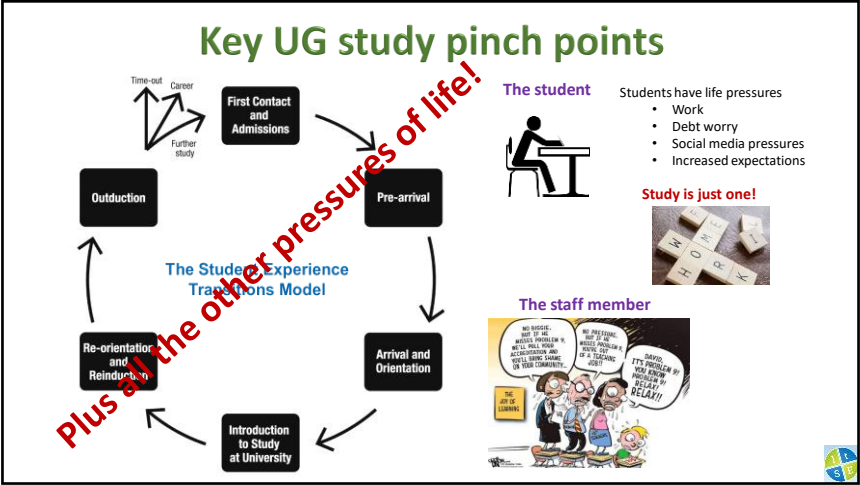 Key UG study pinch points
Time-out
Career
Further
study
First Contact
and
Admissions
Pre-arrival
Arrival and
Orientation
Introduction
to Study
at University
Re-orientation
and
Reinduction
Outduction
The Student Experience
Transitions Model
Plus all the other pressures of life!
The student
Students have life pressures
• Work
• Debt worry
• Social media pressures
• Increased expectations
Study is just one!
HOME
WORK
The staff member
NO BIGGIE,
BUT IF HE
MISSES PROBLEM 9,
WE'LL PULL YOUR
ACCREDITATION AND
YOU'LL BRING SHAME
ON YOUR COMMUNITY...
NO PRESSURE,
BUT IF HE
MISSES PROBLEM 9,
YOU'RE OUT
OF A TEACHING
JOB!!
DAVID,
IT'S PROBLEM 9!
YOU KNOW
PROBLEM 9!
RELAX!
RELAX!!
THE
JOY OF
LEARNING